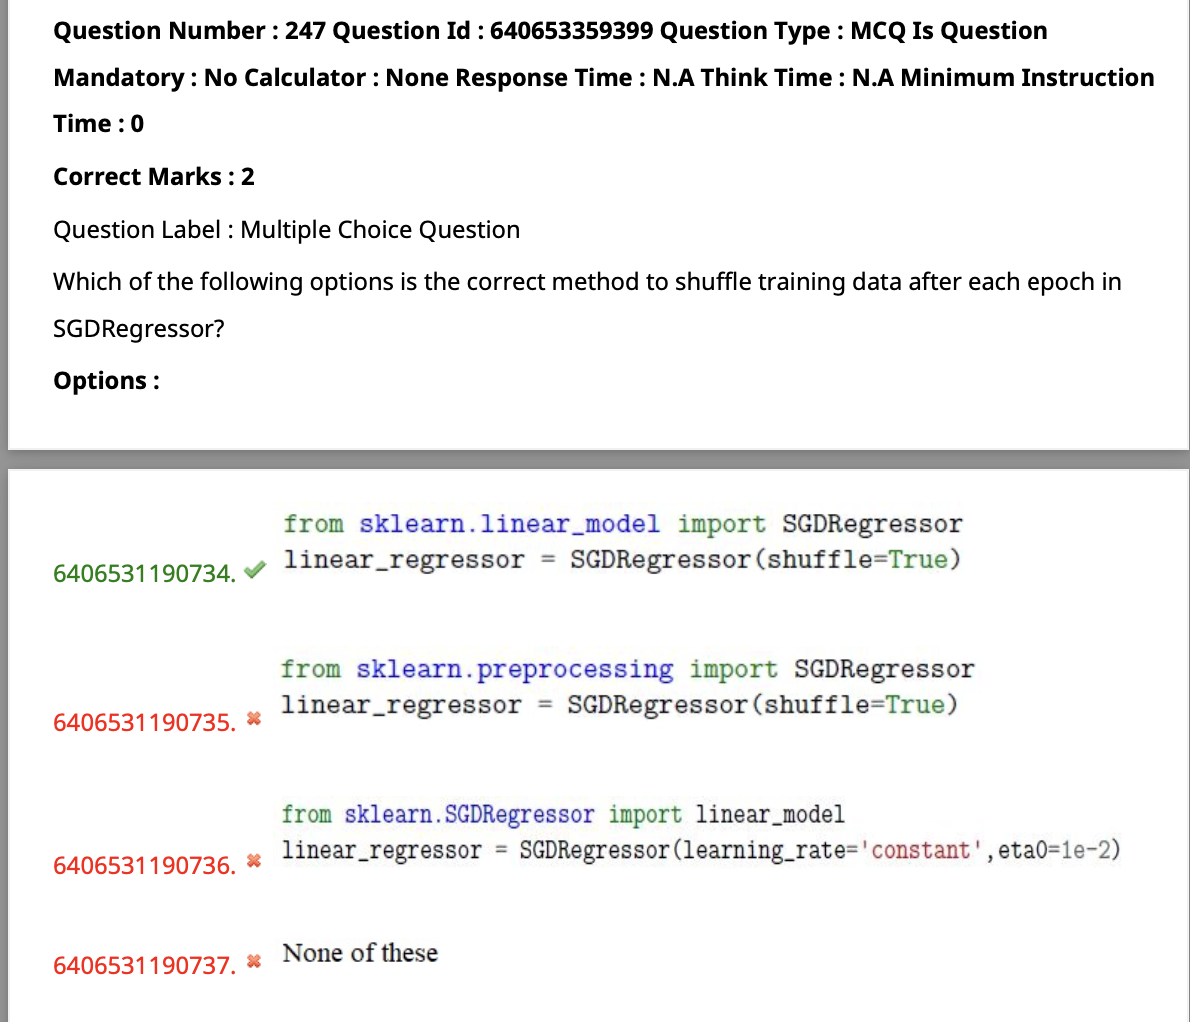 Question Number : 247 Question Id : 640653359399 Question Type : MCQ Is Question
Mandatory : No Calculator : None Response Time : N.A Think Time : N.A Minimum Instruction
Time : 0
Correct Marks : 2
Question Label : Multiple Choice Question
Which of the following options is the correct method to shuffle training data after each epoch in
SGDRegressor?
Options :
from sklearn.linear_model import SGDRegressor
linear_regressor = SGDRegressor(shuffle=True)
6406531190734.
from sklearn.preprocessing import SGDRegressor
linear_regressor = SGDRegressor(shuffle=True)
6406531190735.
from sklearn.SGDRegressor import linear_model
linear_regressor = SGDRegressor(learning_rate='constant',eta0=1e-2)
6406531190736.
None of these
6406531190737.